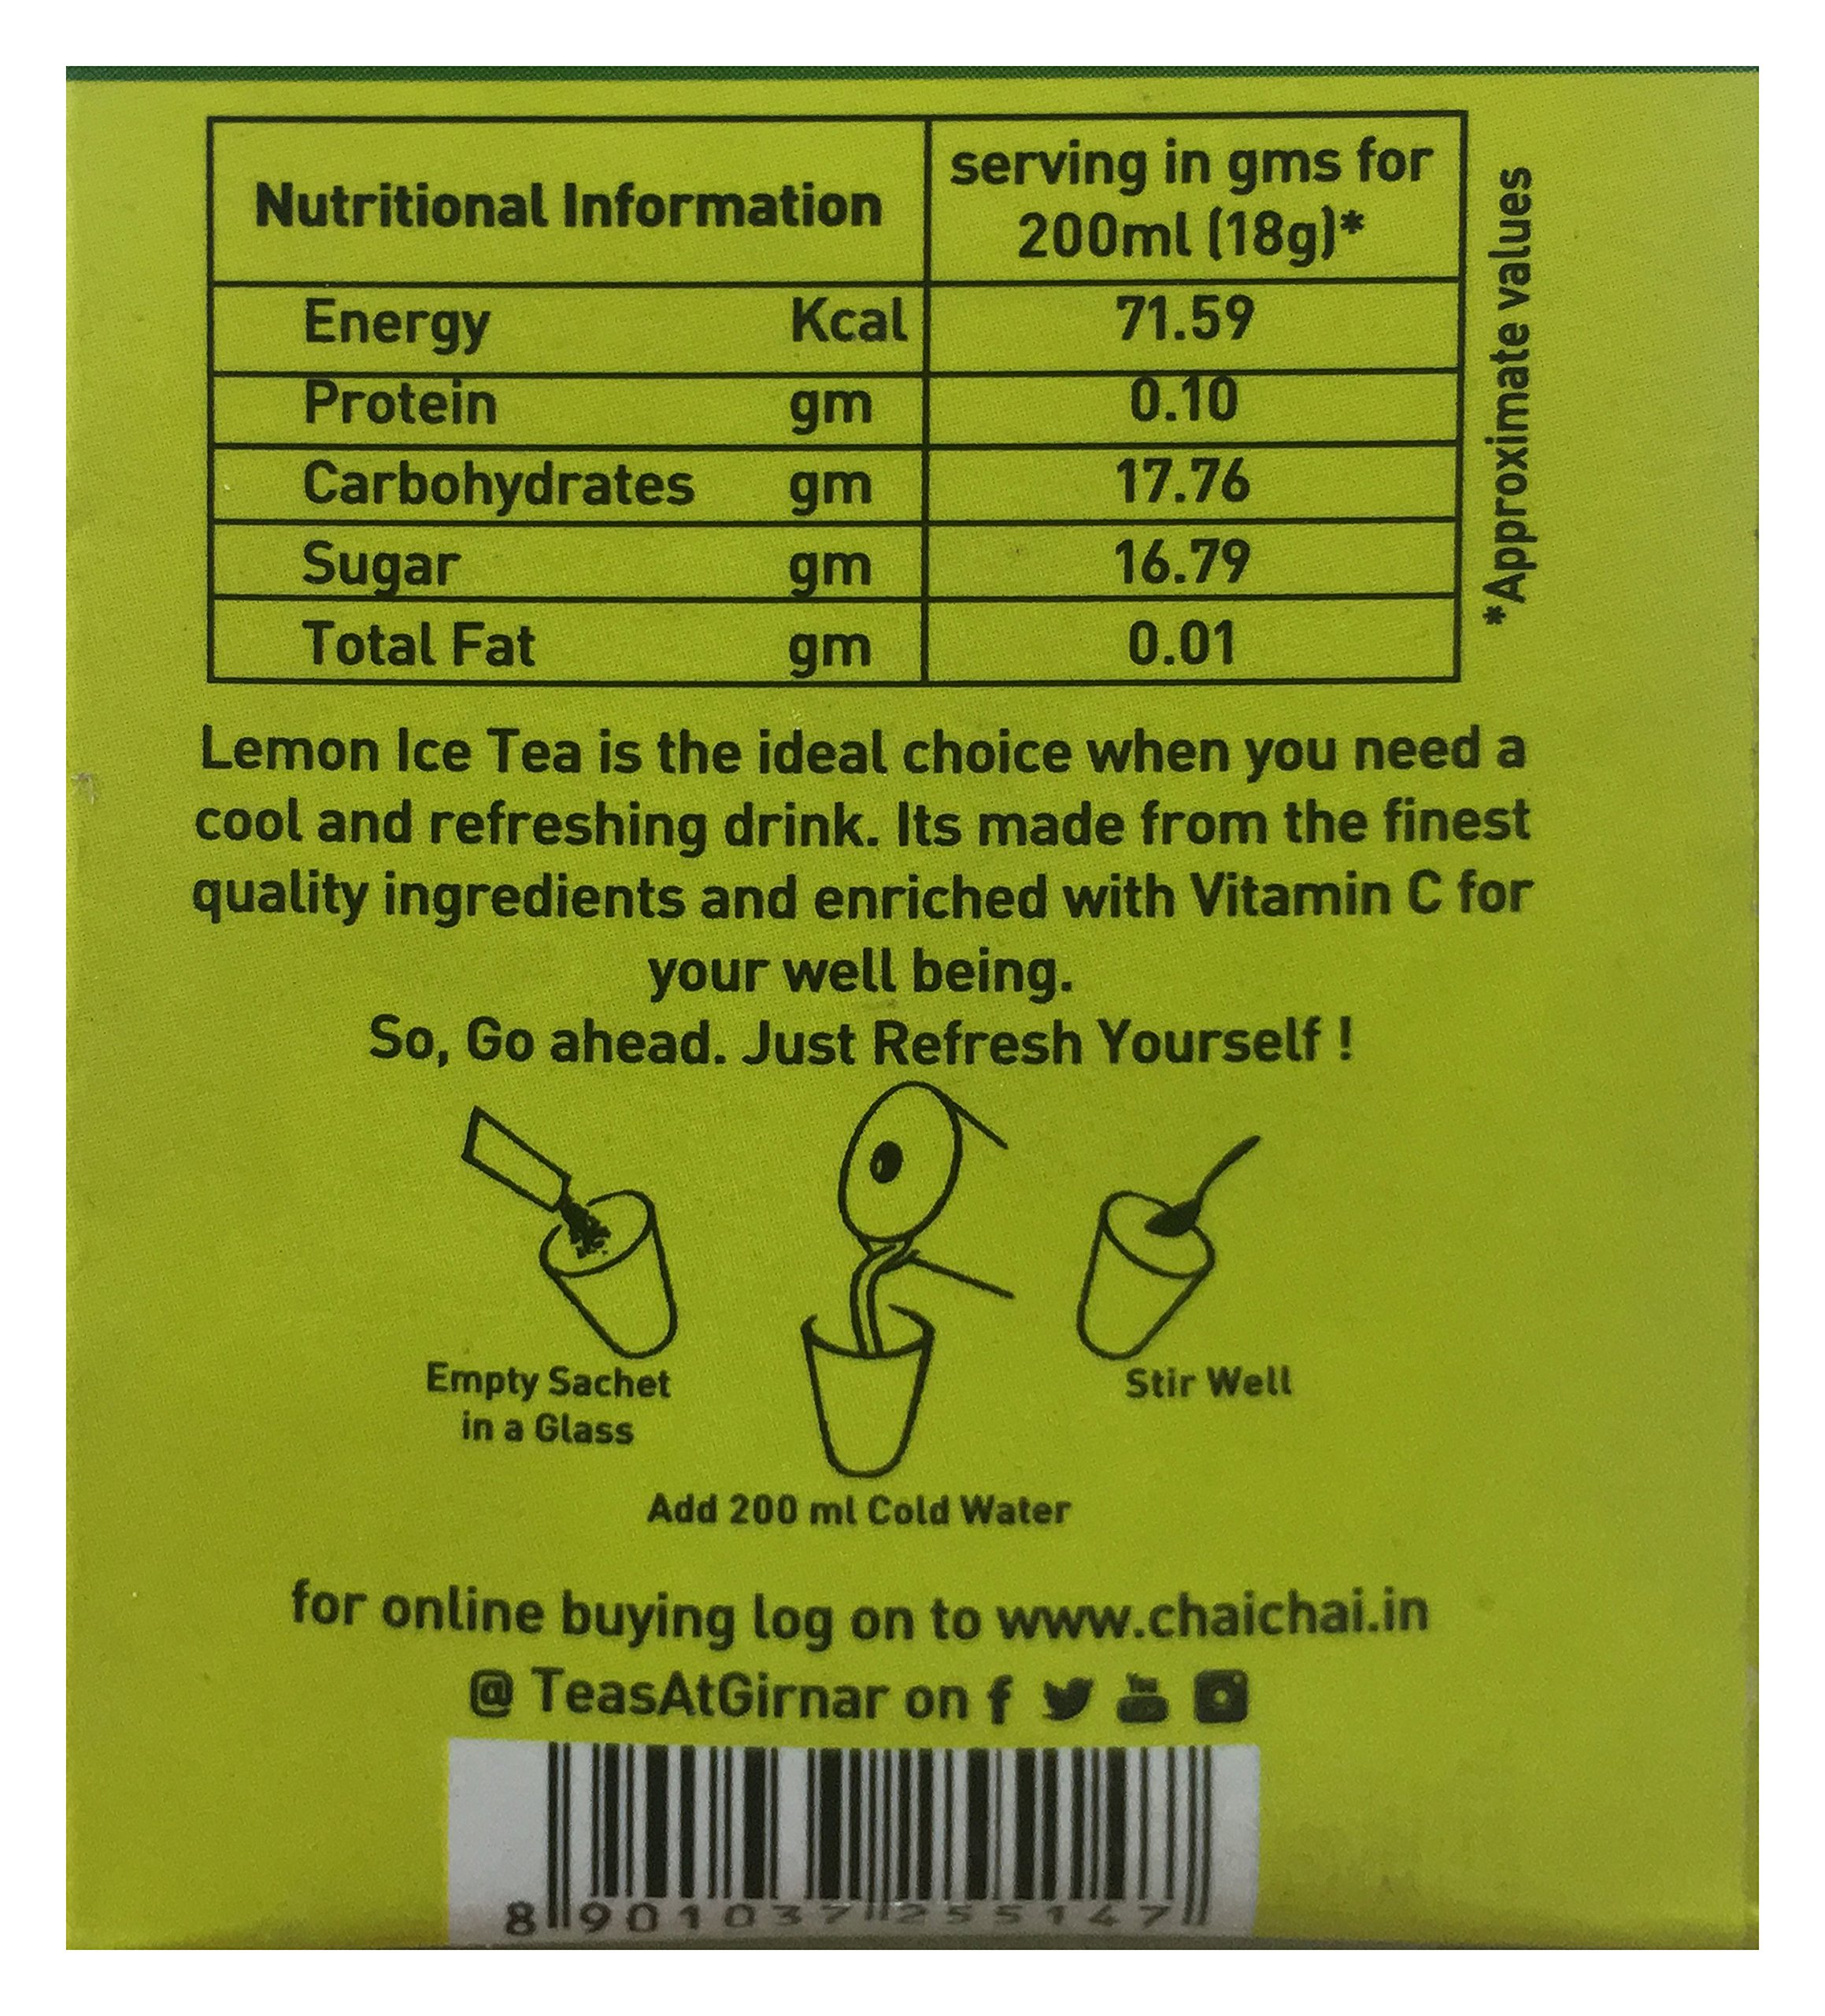 Nutritional Information
serving in gms for
200ml (18g)*
Energy Kcal 71.59
Protein gm 0.10
Carbohydrates gm 17.76
Sugar gm 16.79
Total Fat gm 0.01
*Approximate values
Lemon Ice Tea is the ideal choice when you need a
cool and refreshing drink. Its made from the finest
quality ingredients and enriched with Vitamin C for
your well being.
So, Go ahead. Just Refresh Yourself !
Empty Sachet
in a Glass
Add 200 ml Cold Water
Stir Well
for online buying log on to www.chaichai.in
@ TeasAtGirnar on f
8 901037 255147